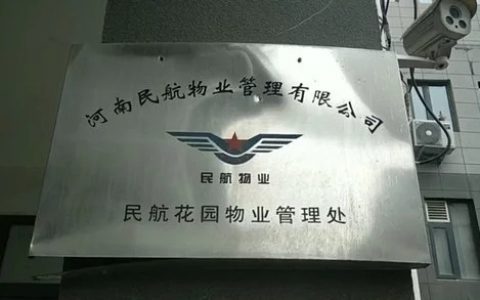 河南民航物业管理有限公司
民航物业
民航花园物业管理处